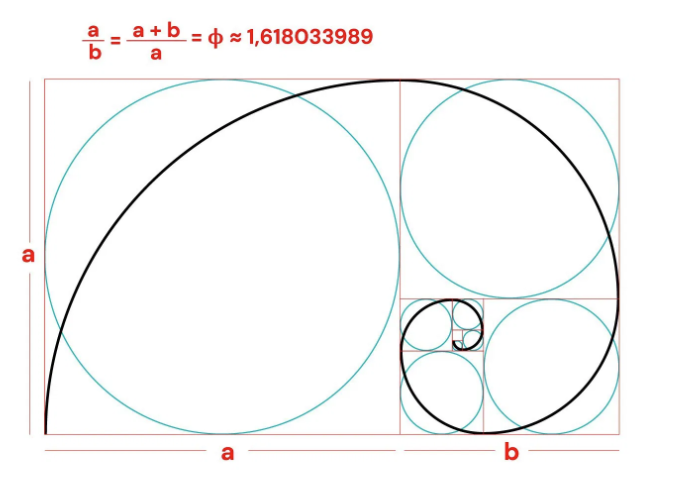 a/b = a + b/a = ϕ ≈ 1,618033989
a
a
b